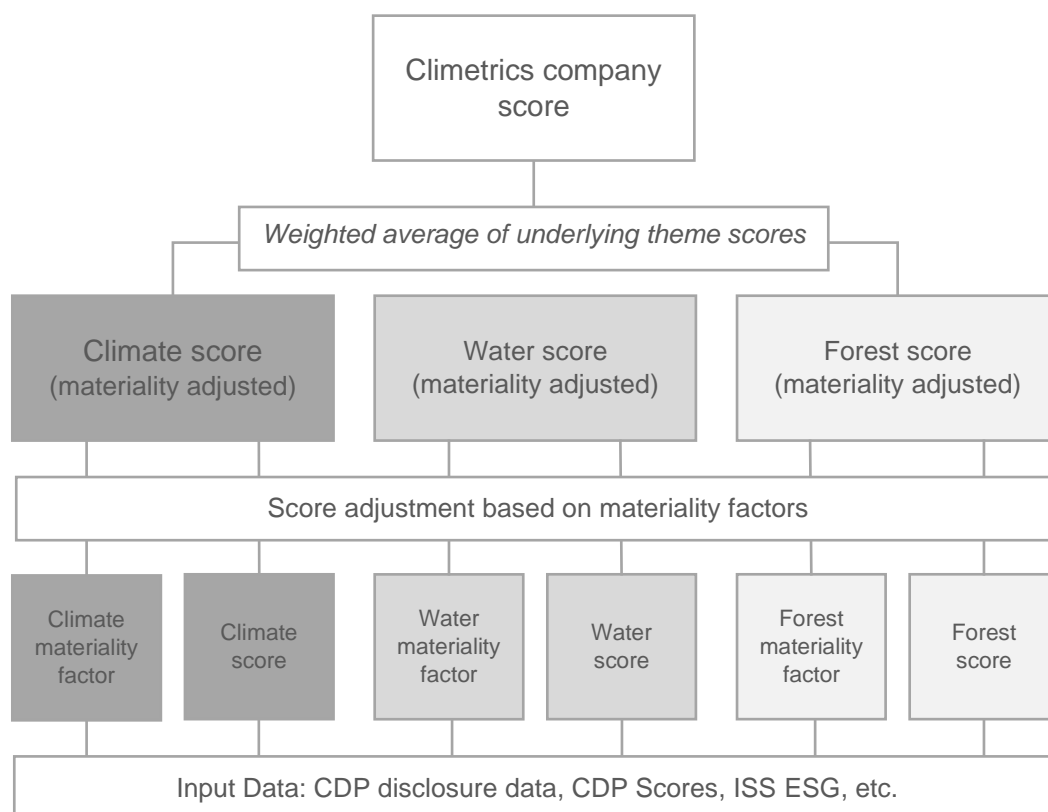 Climetrics company
score
Weighted average of underlying theme scores
Climate score
(materiality adjusted)
Water score
(materiality adjusted)
Forest score
(materiality adjusted)
Score adjustment based on materiality factors
Climate
materiality
factor
Climate
score
Water
materiality
factor
Water
score
Forest
materiality
factor
Forest
score
Input Data: CDP disclosure data, CDP Scores, ISS ESG, etc.